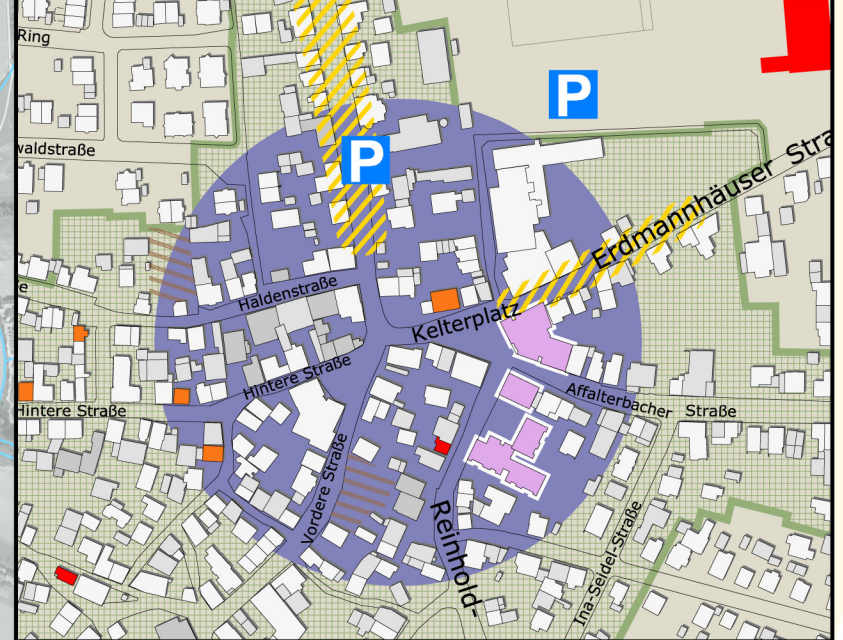 Ring
P
P
waldstraße
Erdmannhäuser Stra
Haldenstraße
Kelterplatz
Hintere Straße
Affalterbacher Straße
Hintere Straße
Vordere Straße
Reinhold-
Ina-Seidel-Straße